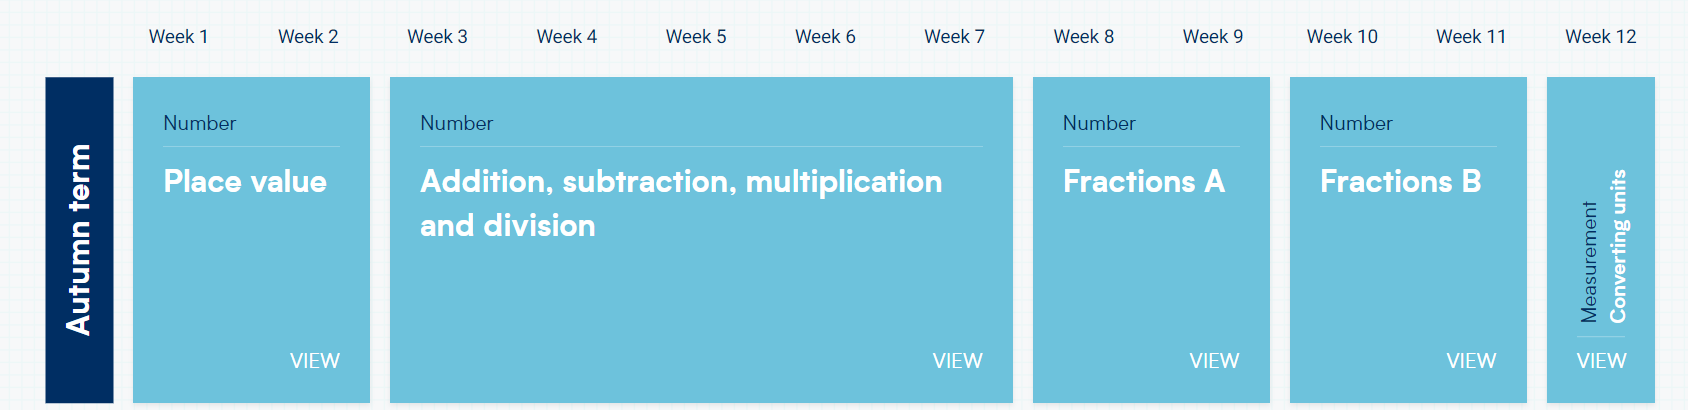 Week 1
Week 2
Week 3
Week 4
Week 5
Week 6
Week 7
Week 8
Week 9
Week 10
Week 11
Week 12
Autumn term
Number
Place value
VIEW
Number
Addition, subtraction, multiplication
and division
VIEW
Number
Fractions A
VIEW
Number
Fractions B
VIEW
Measurement
Converting units
VIEW